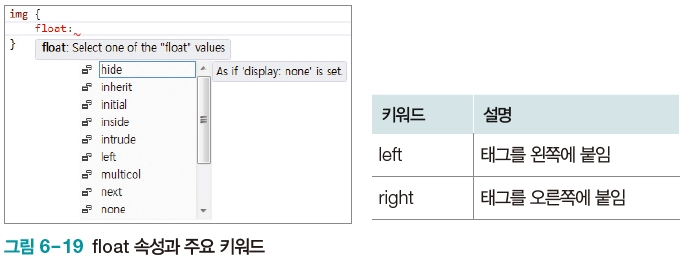 img {
float:
}
float: Select one of the "float" values
hide
As if 'display: none' is set.
inherit
initial
inside
intrude
left
multicol
next
none
키워드 설명
left 태그를 왼쪽에 붙임
right 태그를 오른쪽에 붙임
그림 6-19 float 속성과 주요 키워드